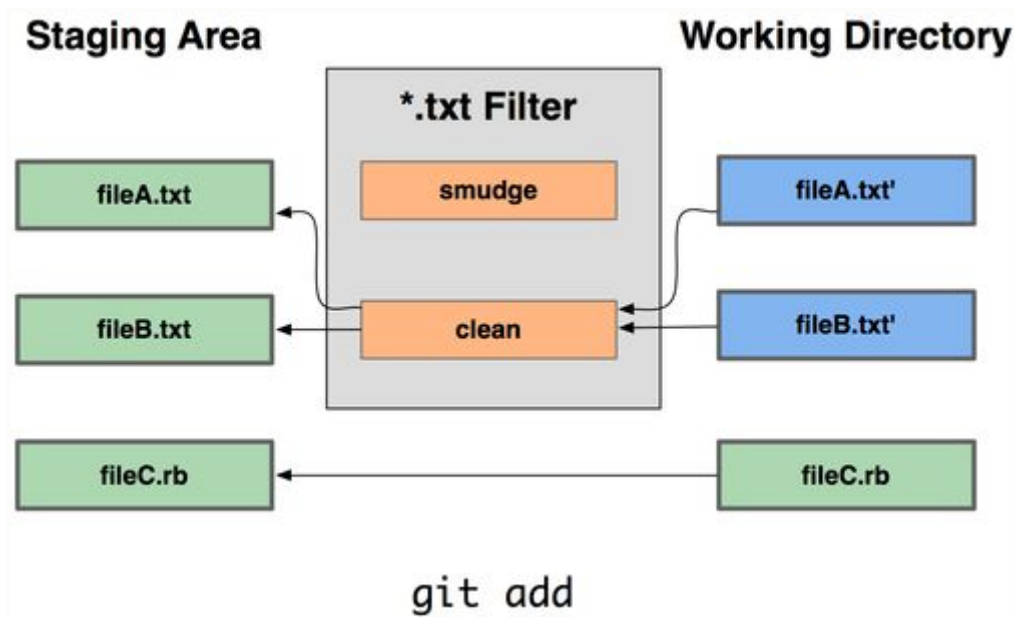 Staging Area
Working Directory
*.txt Filter
fileA.txt
smudge
fileA.txt'
fileB.txt
clean
fileB.txt'
fileC.rb
fileC.rb
git add